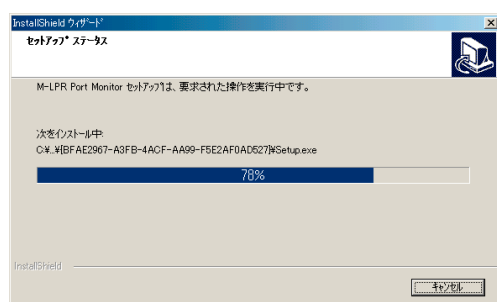 InstallShield ウィザード
セットアップ ステータス
M-LPR Port Monitor セットアップは、要求された操作を実行中です。
次をインストール中:
C:¥...¥{BFAE2967-A3FB-4ACF-AA99-F5E2AF0AD527}¥Setup.exe
78%
InstallShield
キャンセル